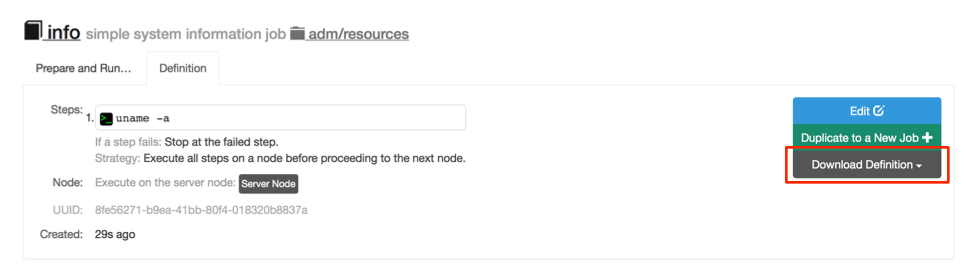 info simple system information job adm/resources
Prepare and Run... Definition
Steps: 1. >_ uname -a
If a step fails: Stop at the failed step.
Strategy: Execute all steps on a node before proceeding to the next node.
Node: Execute on the server node: Server Node
UUID: 8fe56271-b9ea-41bb-80f4-018320b8837a
Created: 29s ago
Edit
Duplicate to a New Job
Download Definition